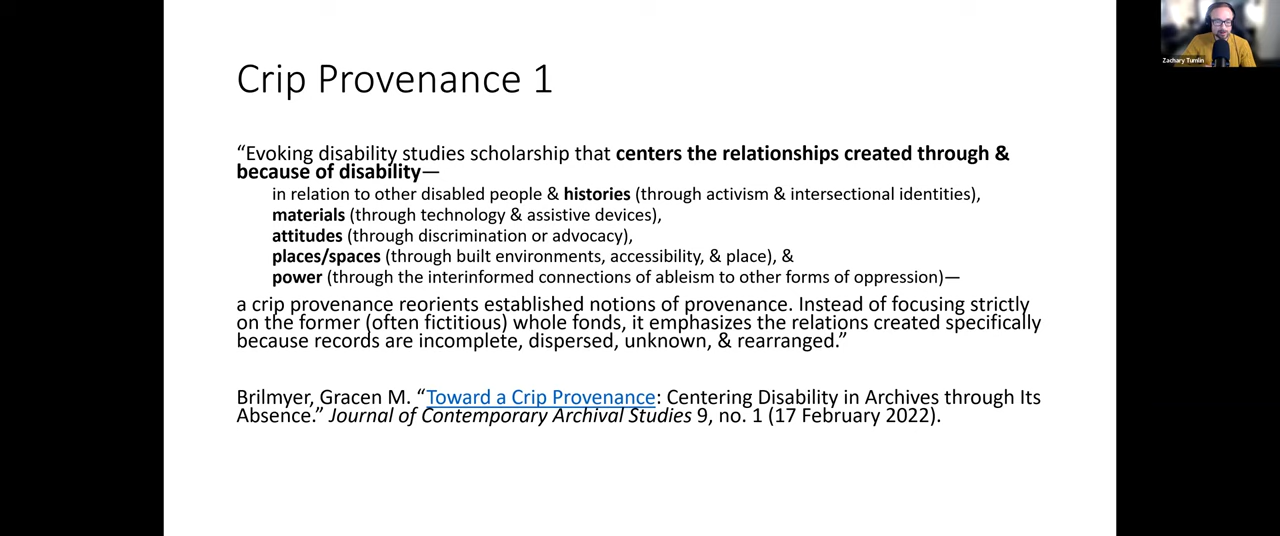 Crip Provenance 1
Zachary Tumlin
“Evoking disability studies scholarship that centers the relationships created through &
because of disability—
in relation to other disabled people & histories (through activism & intersectional identities),
materials (through technology & assistive devices),
attitudes (through discrimination or advocacy),
places/spaces (through built environments, accessibility, & place), &
power (through the interinformed connections of ableism to other forms of oppression)—
a crip provenance reorients established notions of provenance. Instead of focusing strictly
on the former (often fictitious) whole fonds, it emphasizes the relations created specifically
because records are incomplete, dispersed, unknown, & rearranged.”
Brilmyer, Gracen M. “Toward a Crip Provenance: Centering Disability in Archives through Its
Absence.” Journal of Contemporary Archival Studies 9, no. 1 (17 February 2022).